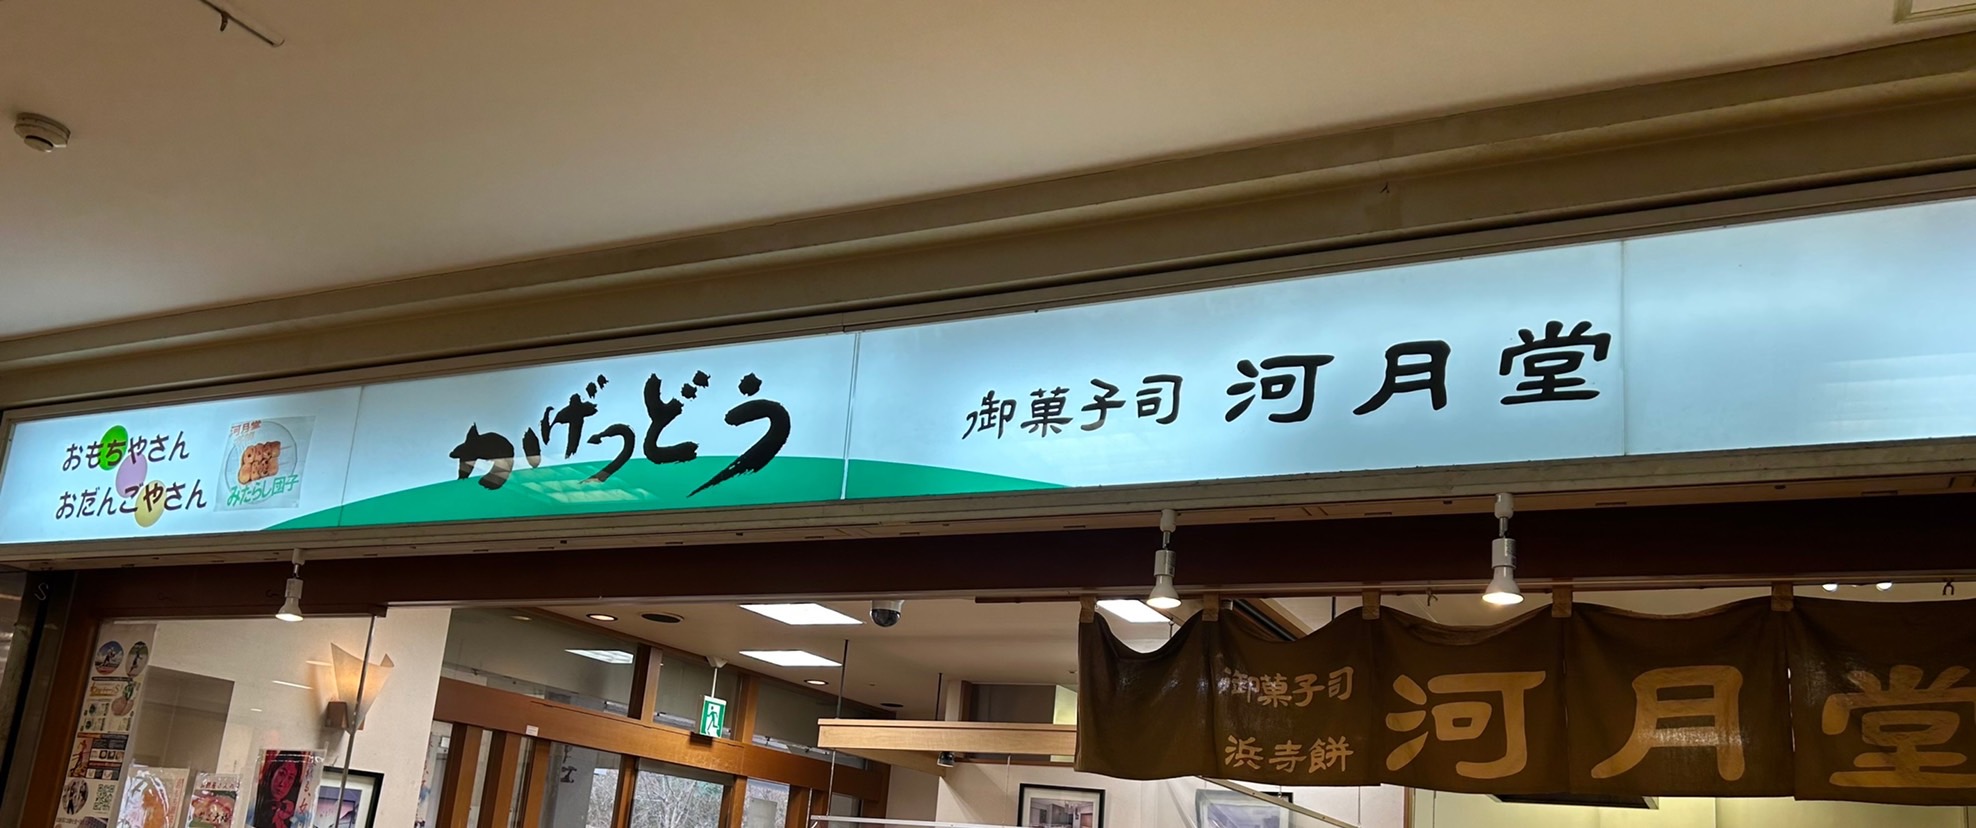 おもちやさん
おだんごやさん
河月堂
みたらし団子
かげつどう
御菓子司 河月堂
御菓子司
浜寺餅
河月堂